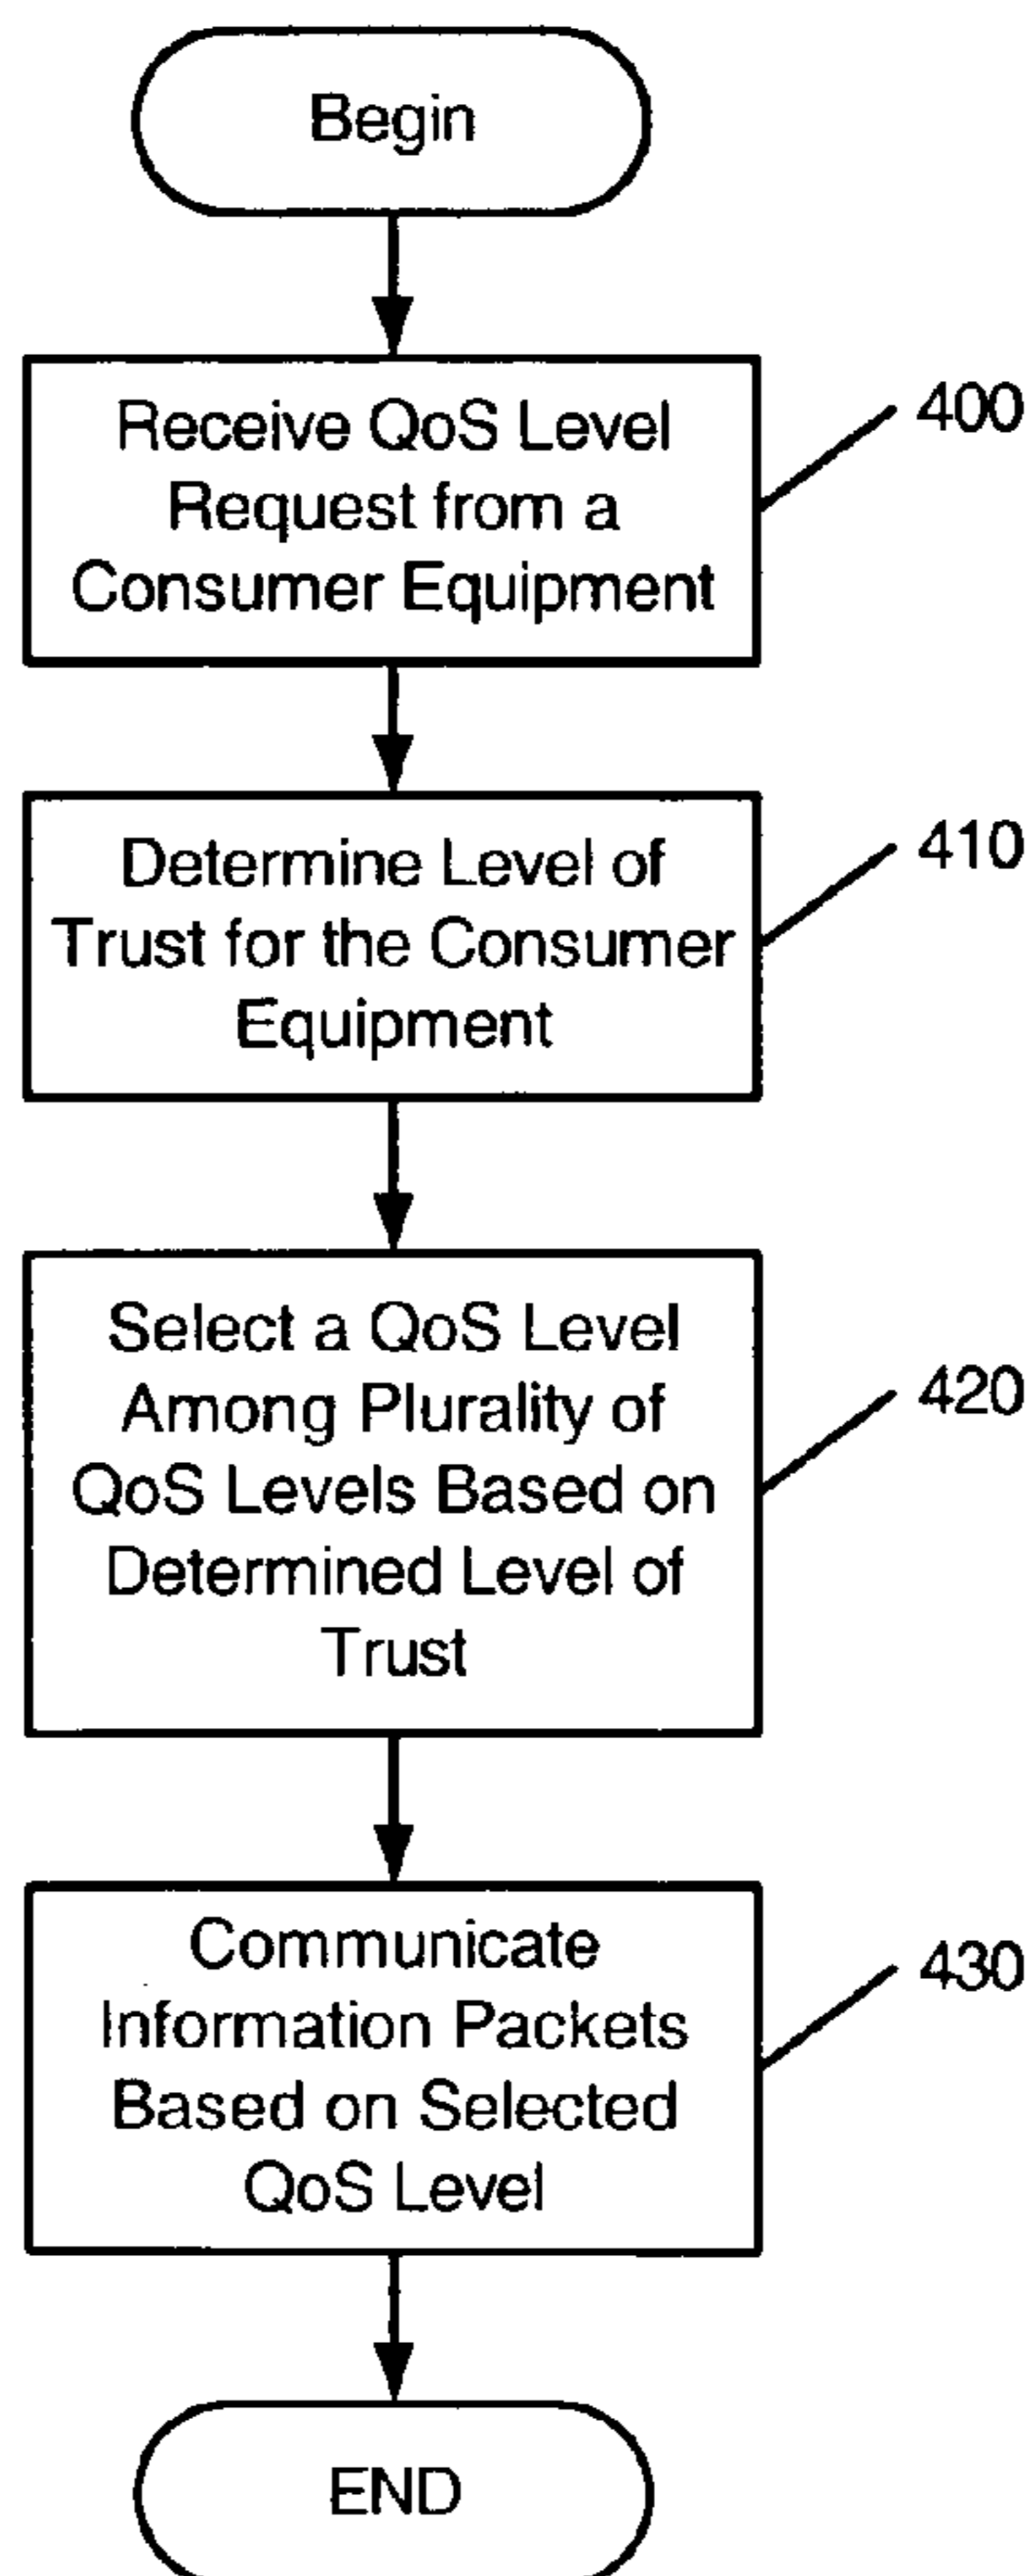 Begin
Receive QoS Level
Request from a
Consumer Equipment
400
Determine Level of
Trust for the Consumer
Equipment
410
Select a QoS Level
Among Plurality of
QoS Levels Based on
Determined Level of
Trust
420
Communicate
Information Packets
Based on Selected
QoS Level
430
END